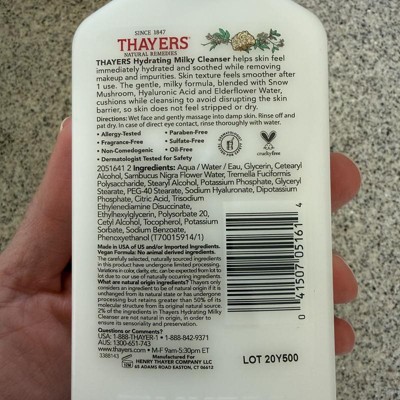 SINCE 1847
THAYERS
NATURAL REMEDIES
THAYERS Hydrating Milky Cleanser helps skin feel
immediately hydrated and soothed while removing
makeup and impurities. Skin texture feels smoother after
1 use. The gentle, milky formula, blended with Snow
Mushroom, Hyaluronic Acid and Elderflower Water,
cushions while cleansing to avoid disrupting the skin
barrier, so skin does not feel stripped or dry.
Directions: Wet face and gently massage into damp skin. Rinse off and
pat dry. In case of direct eye contact, rinse thoroughly with water.
• Allergy-Tested
• Paraben-Free
• Fragrance-Free
• Sulfate-Free
• Non-Comedogenic
• Oil-Free
• Dermatologist Tested for Safety
crueltyfree
2051641 2 Ingredients: Aqua / Water / Eau, Glycerin, Cetearyl
Alcohol, Sambucus Nigra Flower Water, Tremella Fuciformis
Polysaccharide, Stearyl Alcohol, Potassium Phosphate, Glyceryl
Stearate, PEG-40 Stearate, Sodium Hyaluronate, Dipotassium
Phosphate, Citric Acid, Trisodium
Ethylenediamine Disuccinate,
Ethylhexylglycerin, Polysorbate 20,
Cetyl Alcohol, Tocopherol, Potassium
Sorbate, Sodium Benzoate,
Phenoxyethanol (T70015914/1)
Made in USA of US and/or imported ingredients.
Vegan Formula: No animal derived ingredients.
The carefully selected, naturally sourced ingredients
in this product have undergone limited processing.
Variations in color, clarity, etc. can be expected from lot to
lot due to our use of naturally occurring ingredients.
What are natural origin ingredients? Thayers only
considers an ingredient to be of natural origin if it is
unchanged from its natural state or has undergone
processing but retains greater than 50% of its
molecular structure from its original natural source.
2% of the ingredients in Thayers Hydrating Milky
Cleanser are not natural in origin, in order to
ensure its sensoriality and preservation.
Questions or Comments?
USA: 1-888-THAYER-1 • 1-888-842-9371
AUS: 1300-651-743
www.thayers.com • M-F 9am-5:30pm ET
3388143
Manufactured For
HENRY THAYER COMPANY LLC
65 ADAMS ROAD EASTON, CT 06612
0 41507 05161 4
LOT 20Y500